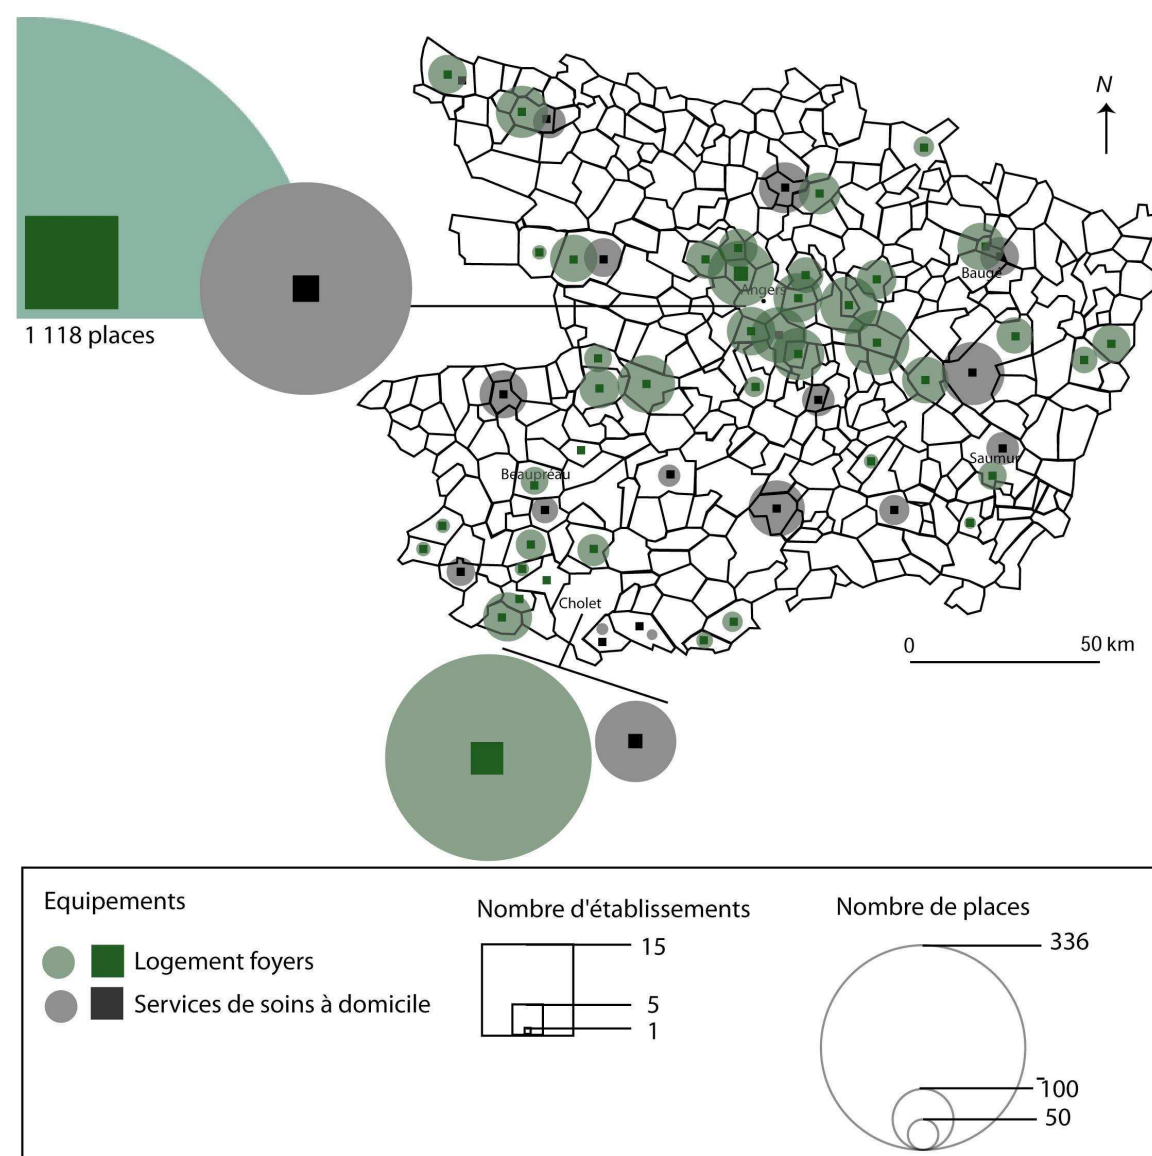 N
1 118 places
Angers
Baugé
Saumur
Beaupréau
Cholet
0 50 km
Equipements
Logement foyers
Services de soins à domicile
Nombre d'établissements
15
5
1
Nombre de places
336
100
50